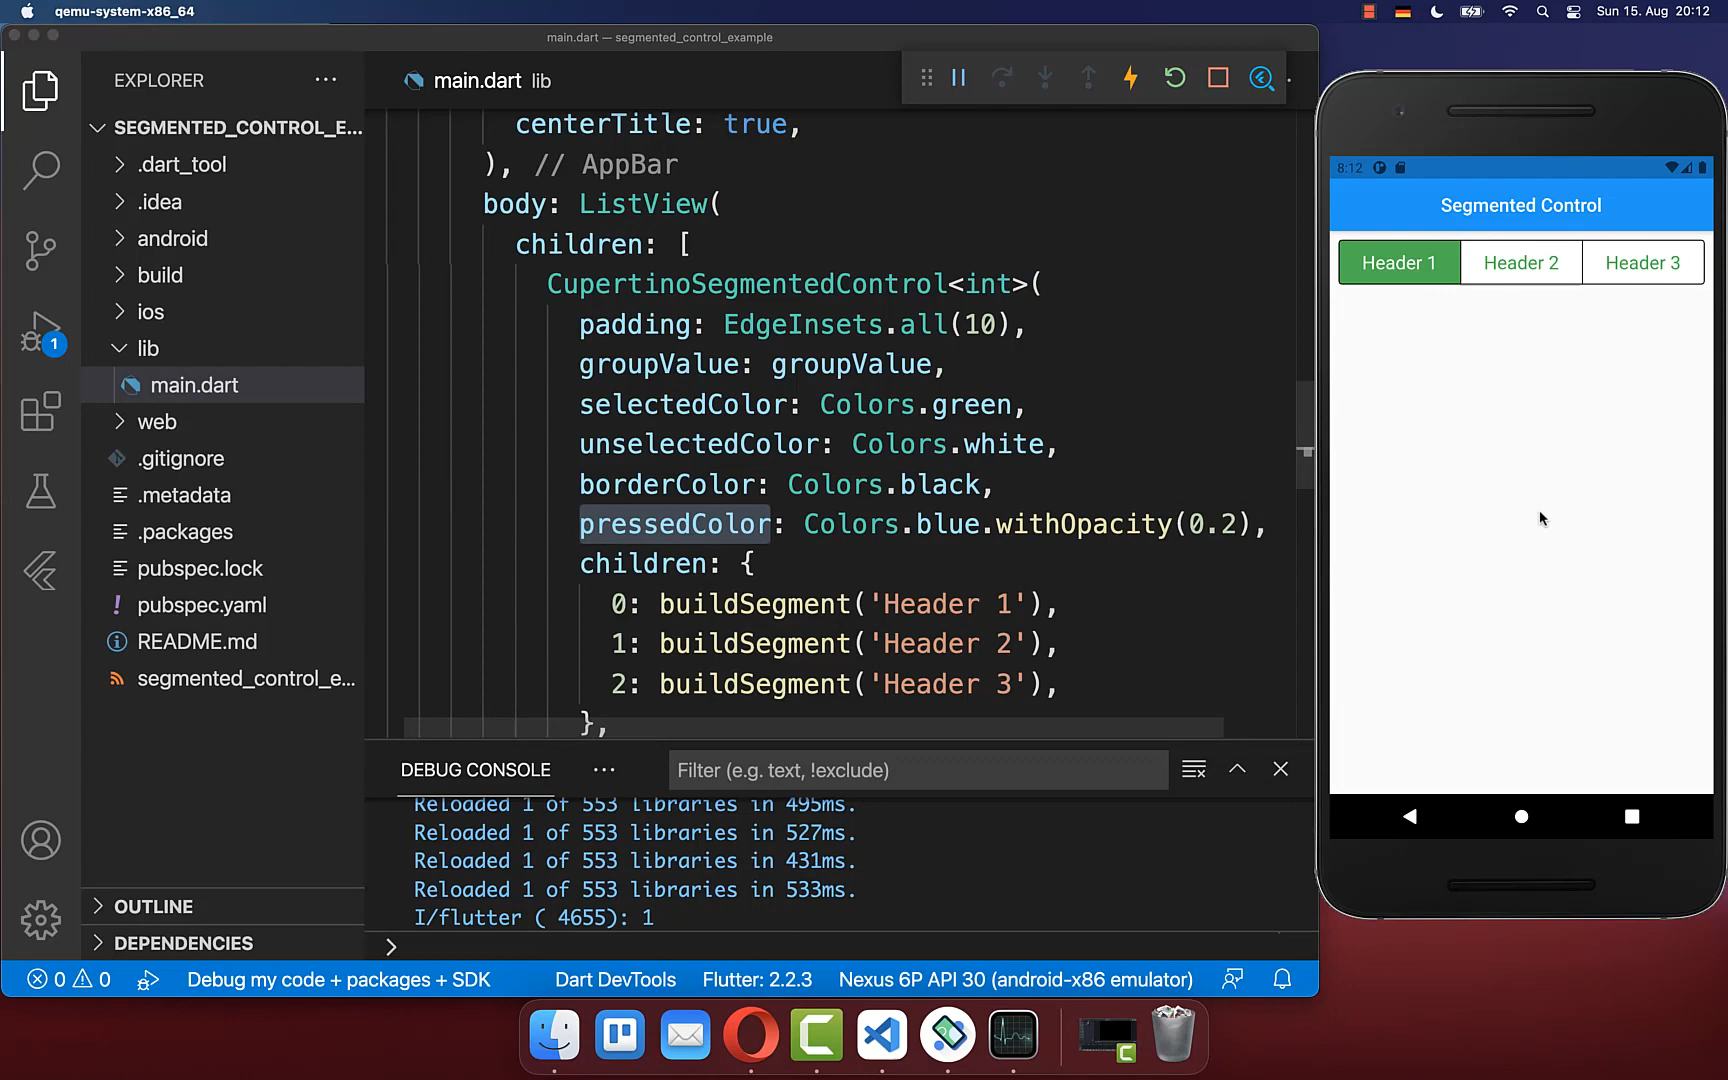 qemu-system-x86_64
Sun 15. Aug 20:12
main.dart — segmented_control_example
EXPLORER
SEGMENTED_CONTROL_E...
.dart_tool
.idea
android
build
ios
lib
main.dart
web
.gitignore
.metadata
.packages
pubspec.lock
pubspec.yaml
README.md
segmented_control_e...
OUTLINE
DEPENDENCIES
1
main.dart lib
centerTitle: true,
), // AppBar
body: ListView(
children: [
CupertinoSegmentedControl<int>(
padding: EdgeInsets.all(10),
groupValue: groupValue,
selectedColor: Colors.green,
unselectedColor: Colors.white,
borderColor: Colors.black,
pressedColor: Colors.blue.withOpacity(0.2),
children: {
0: buildSegment('Header 1'),
1: buildSegment('Header 2'),
2: buildSegment('Header 3'),
},
DEBUG CONSOLE
Filter (e.g. text, !exclude)
Reloaded 1 of 553 libraries in 495ms.
Reloaded 1 of 553 libraries in 527ms.
Reloaded 1 of 553 libraries in 431ms.
Reloaded 1 of 553 libraries in 533ms.
I/flutter ( 4655): 1
0 0 Debug my code + packages + SDK Dart DevTools Flutter: 2.2.3 Nexus 6P API 30 (android-x86 emulator)
8:12
Segmented Control
Header 1 Header 2 Header 3